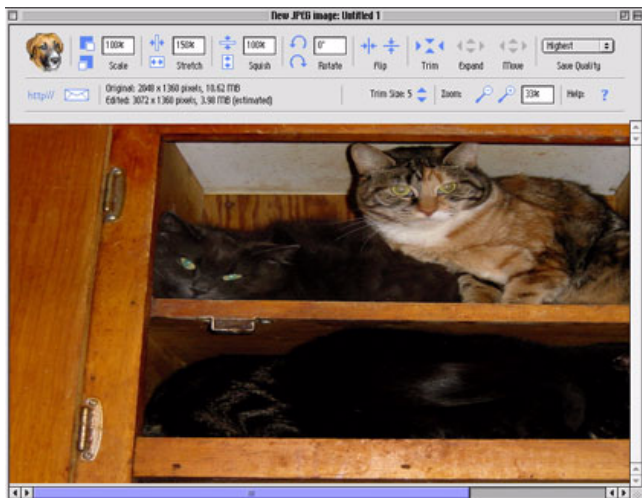 New JPEG image: Untitled 1
100% 150% 100% 0° Highest
Scale Stretch Squish Rotate Flip Trim Expand Move Save Quality
http:// Original: 2048 x 1360 pixels, 10.62 MB Trim Size: 5 Zoom: 33% Help: ?
Edited: 3072 x 1360 pixels, 3.98 MB (estimated)